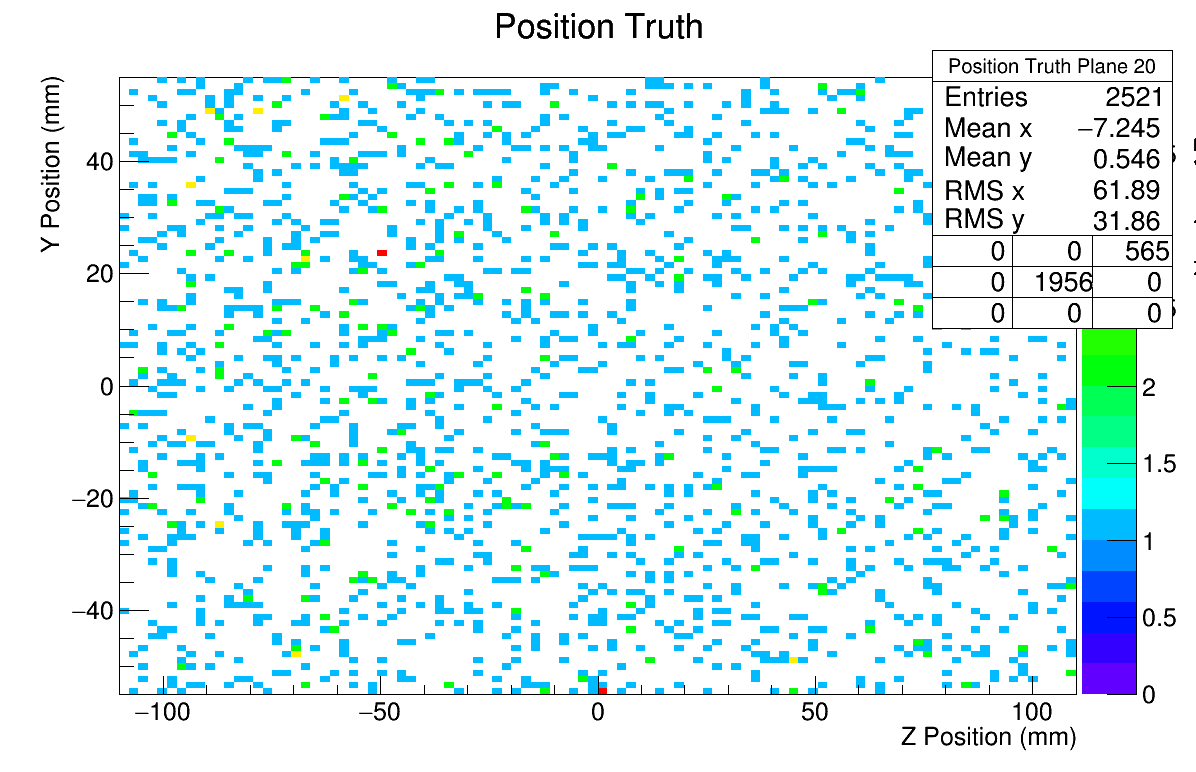 Position Truth
Position Truth Plane 20
Entries 2521
Mean x −7.245
Mean y 0.546
RMS x 61.89
RMS y 31.86
0 0 565
0 1956 0
0 0 0
Y Position (mm)
40
20
0
−20
−40
−100 −50 0 50 100
Z Position (mm)
2
1.5
1
0.5
0